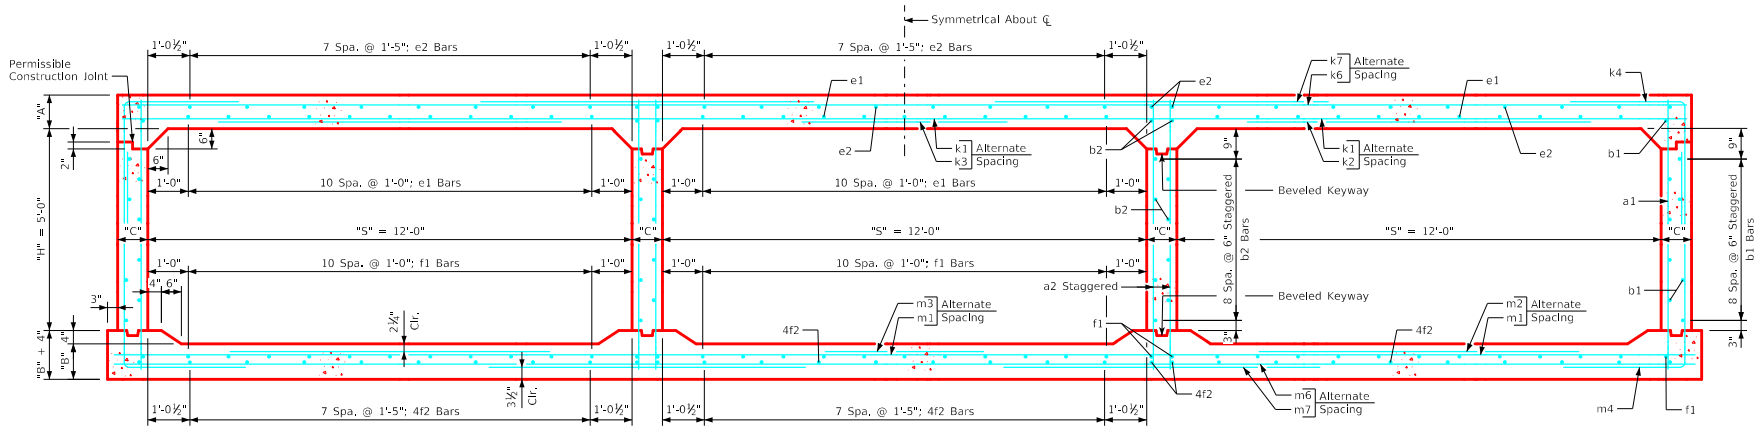 Symmetrical About ℄
1'-0½" 7 Spa. @ 1'-5"; e2 Bars 1'-0½" 1'-0½" 7 Spa. @ 1'-5"; e2 Bars 1'-0½"
Permissible
Construction Joint
k7 Alternate
k6 Spacing
e1
e2
e1
k4
"A"
6"
2"
6"
e2
k1 Alternate
k3 Spacing
b2
k1 Alternate
k2 Spacing
e2
b1
9"
9"
1'-0" 10 Spa. @ 1'-0"; e1 Bars 1'-0" 1'-0" 10 Spa. @ 1'-0"; e1 Bars 1'-0"
Beveled Keyway
b2
a1
"H" = 5'-0"
"C" "S" = 12'-0" "C" "S" = 12'-0" "C" "S" = 12'-0" "C"
8 Spa. @ 6" Staggered
b2 Bars
8 Spa. @ 6" Staggered
b1 Bars
1'-0" 10 Spa. @ 1'-0"; f1 Bars 1'-0" 1'-0" 10 Spa. @ 1'-0"; f1 Bars 1'-0"
4" 6"
3"
a2 Staggered
Beveled Keyway
b1
m3 Alternate
m1 Spacing
m2 Alternate
m1 Spacing
2¼"
Clr.
4f2
f1
4f2
3"
3"
"B" + 4"
4"
"B"
3½"
Clr.
4f2
m6 Alternate
m7 Spacing
m4
f1
1'-0½" 7 Spa. @ 1'-5"; 4f2 Bars 1'-0½" 1'-0½" 7 Spa. @ 1'-5"; 4f2 Bars 1'-0½"